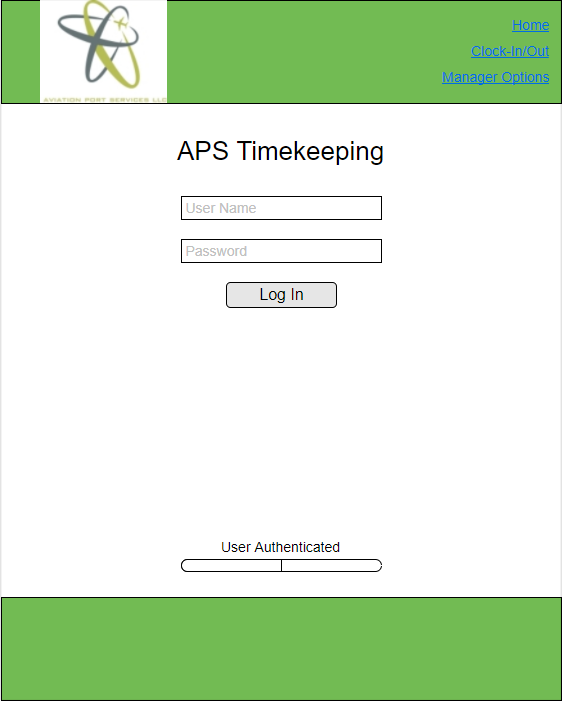 AVIATION PORT SERVICES LLC
Home
Clock-In/Out
Manager Options
APS Timekeeping
User Name
Password
Log In
User Authenticated